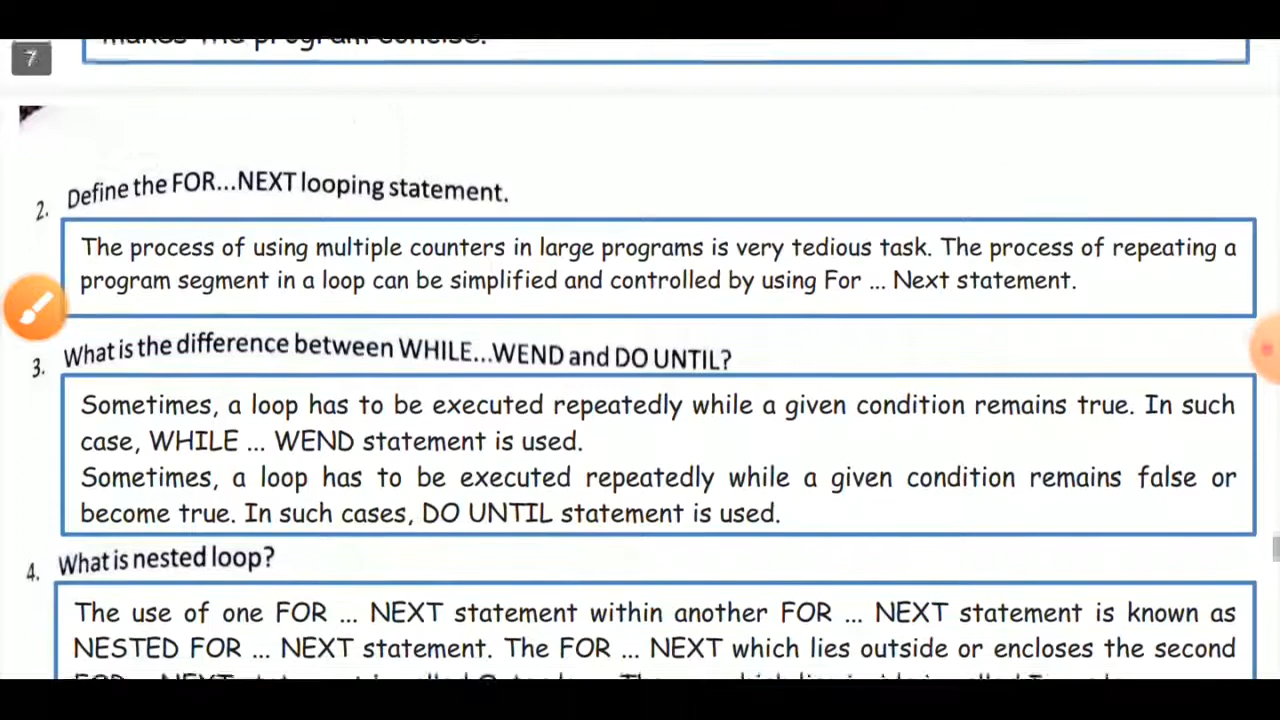 makes the program concise.
7
2. Define the FOR...NEXT looping statement.
The process of using multiple counters in large programs is very tedious task. The process of repeating a
program segment in a loop can be simplified and controlled by using For ... Next statement.
3. What is the difference between WHILE...WEND and DO UNTIL?
Sometimes, a loop has to be executed repeatedly while a given condition remains true. In such
case, WHILE ... WEND statement is used.
Sometimes, a loop has to be executed repeatedly while a given condition remains false or
become true. In such cases, DO UNTIL statement is used.
4. What is nested loop?
The use of one FOR ... NEXT statement within another FOR ... NEXT statement is known as
NESTED FOR ... NEXT statement. The FOR ... NEXT which lies outside or encloses the second